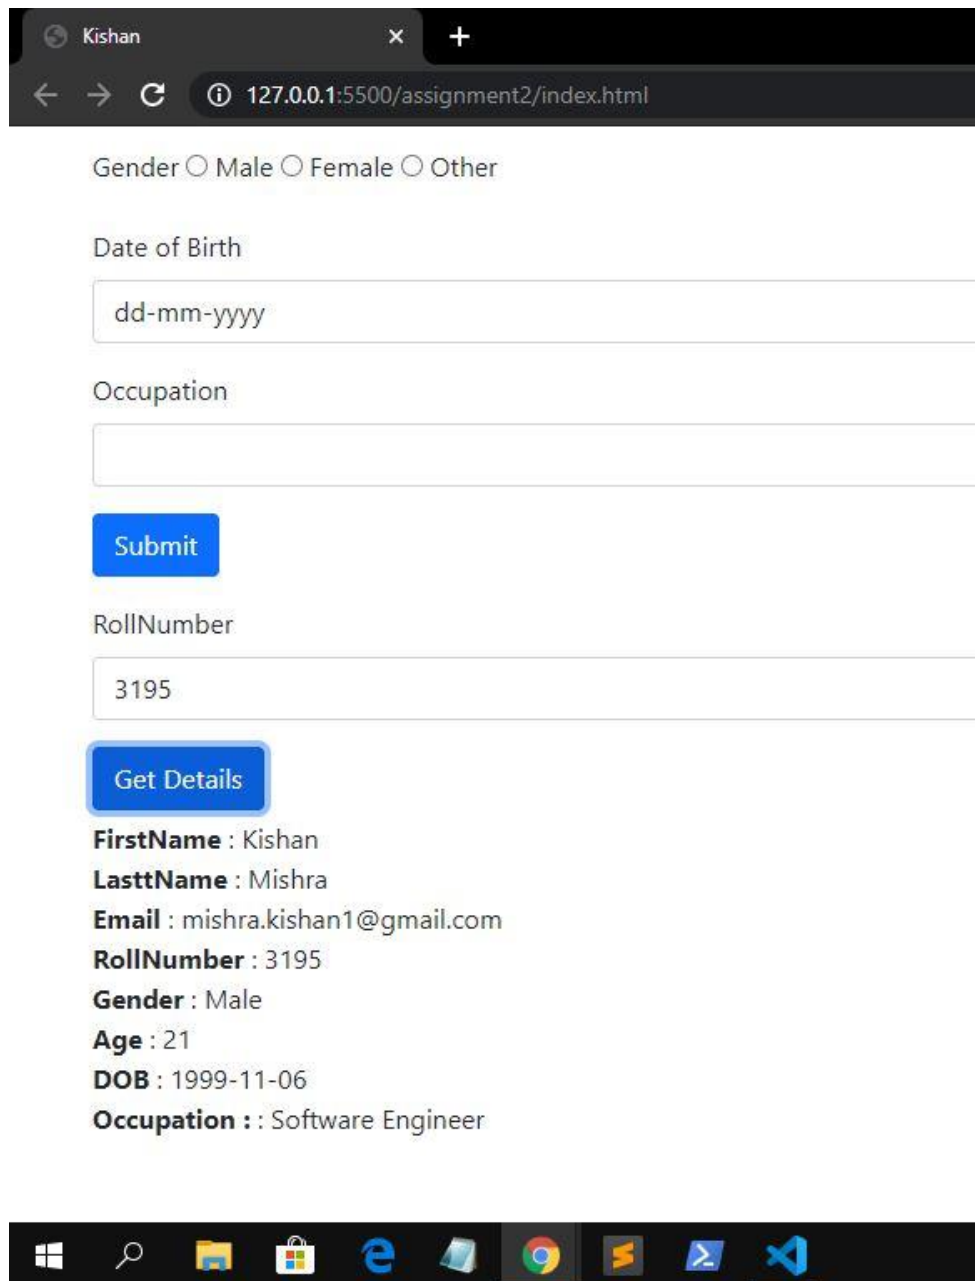 Kishan
127.0.0.1:5500/assignment2/index.html
Gender Male Female Other
Date of Birth
dd-mm-yyyy
Occupation
Submit
RollNumber
3195
Get Details
FirstName : Kishan
LasttName : Mishra
Email : mishra.kishan1@gmail.com
RollNumber : 3195
Gender : Male
Age : 21
DOB : 1999-11-06
Occupation : : Software Engineer